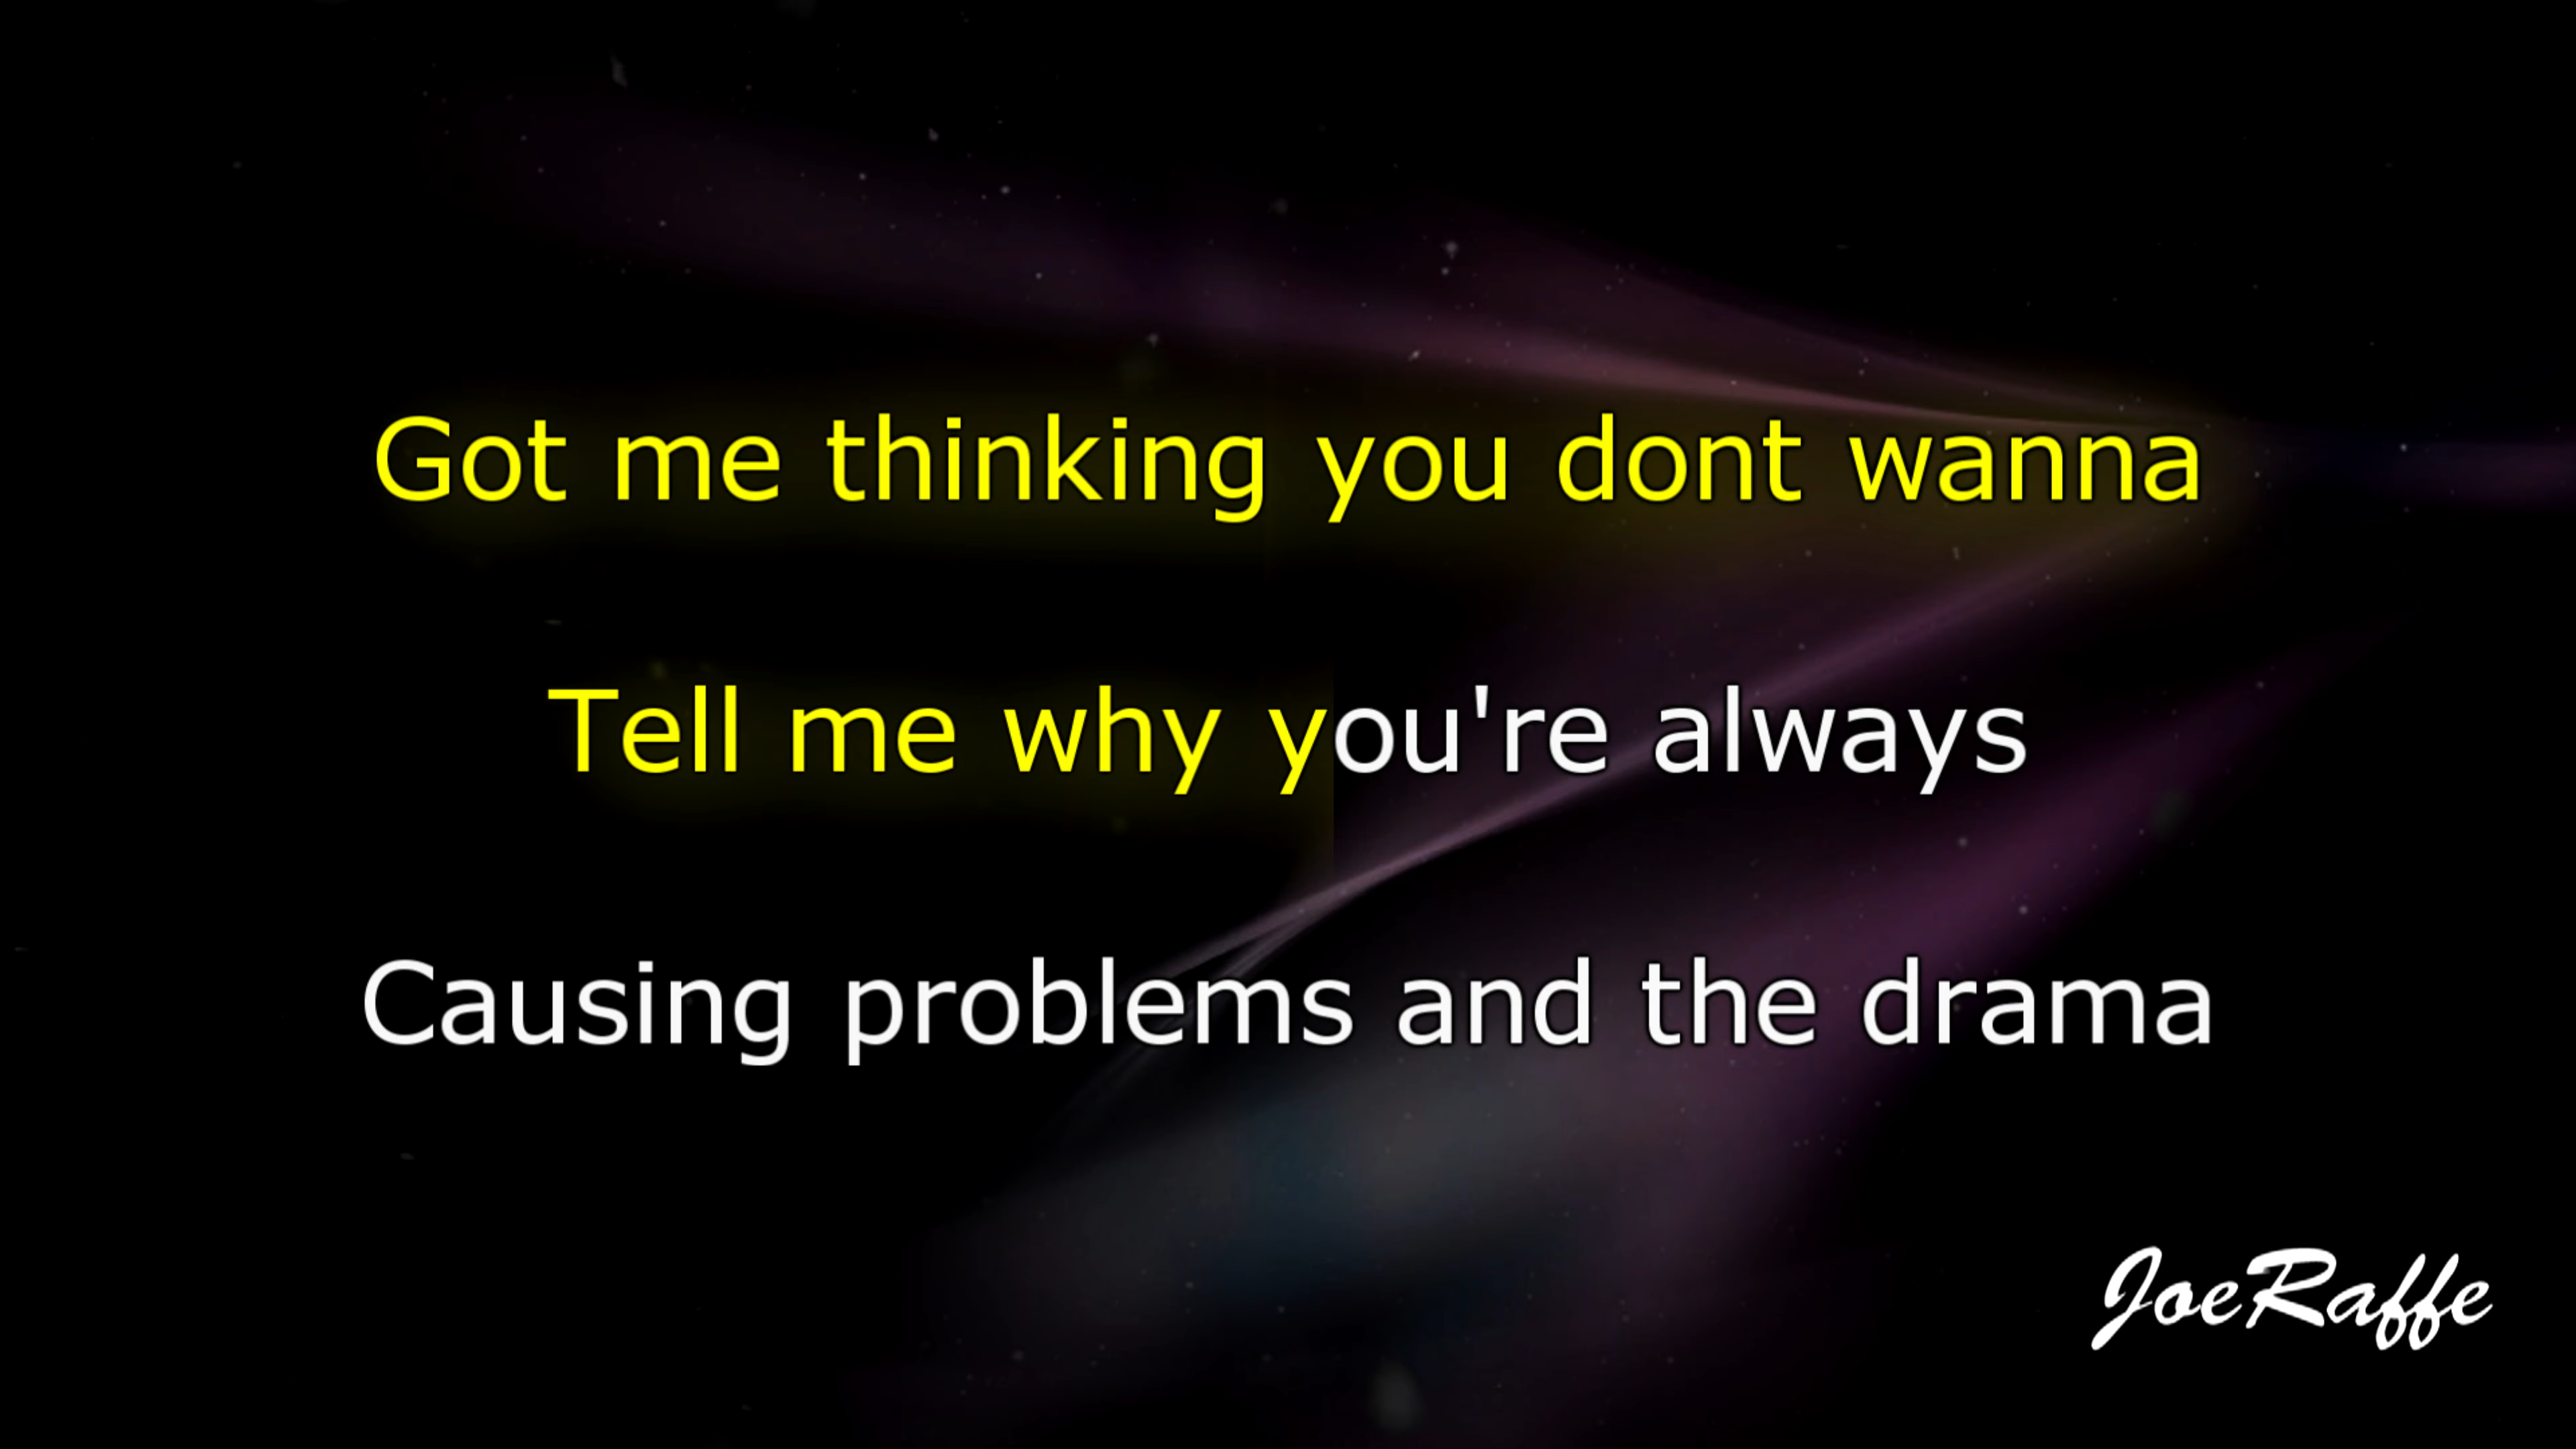 Got me thinking you dont wanna
Tell me why you're always
Causing problems and the drama
JoeRaffe